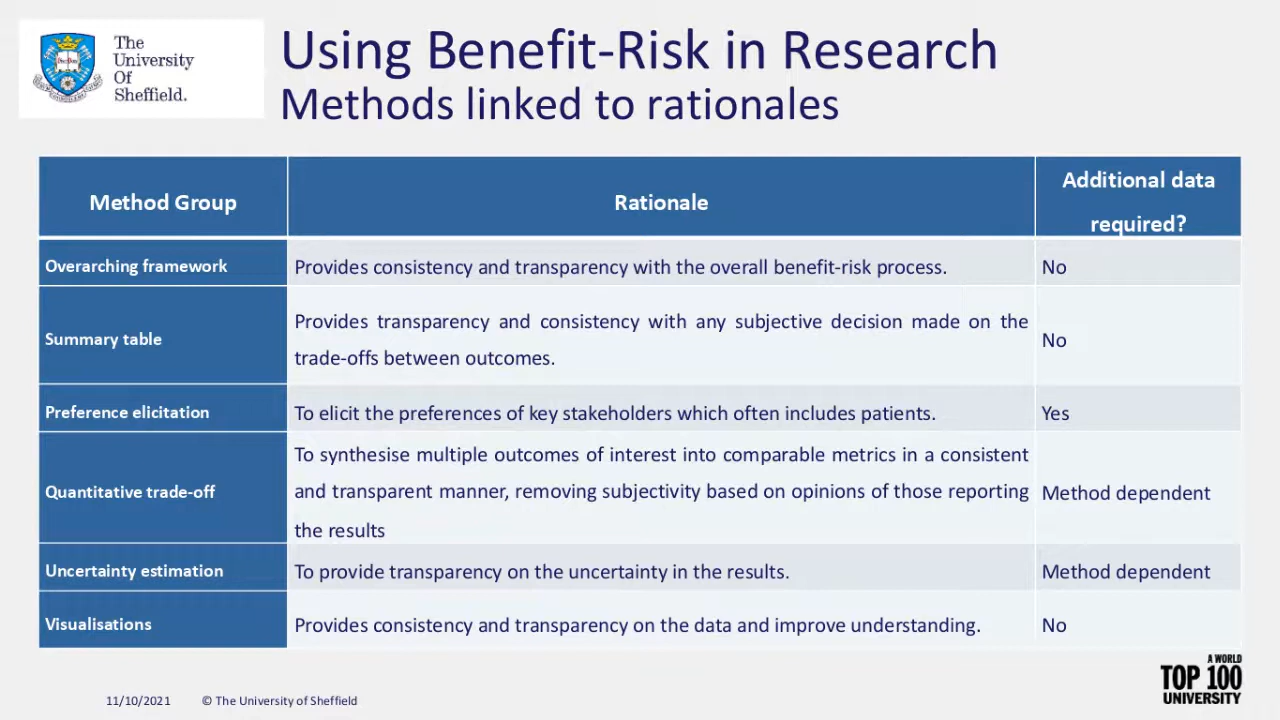 The
University
Of
Sheffield.
Using Benefit-Risk in Research
Methods linked to rationales
Method Group
Rationale
Additional data
required?
Overarching framework
Provides consistency and transparency with the overall benefit-risk process.
No
Summary table
Provides transparency and consistency with any subjective decision made on the
trade-offs between outcomes.
No
Preference elicitation
To elicit the preferences of key stakeholders which often includes patients.
Yes
Quantitative trade-off
To synthesise multiple outcomes of interest into comparable metrics in a consistent
and transparent manner, removing subjectivity based on opinions of those reporting
the results
Method dependent
Uncertainty estimation
To provide transparency on the uncertainty in the results.
Method dependent
Visualisations
Provides consistency and transparency on the data and improve understanding.
No
11/10/2021
© The University of Sheffield
A WORLD
TOP 100
UNIVERSITY